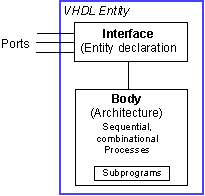 VHDL Entity
Interface
(Entity declaration
Ports
Body
(Architecture)
Sequential,
combinational
Processes
Subprograms